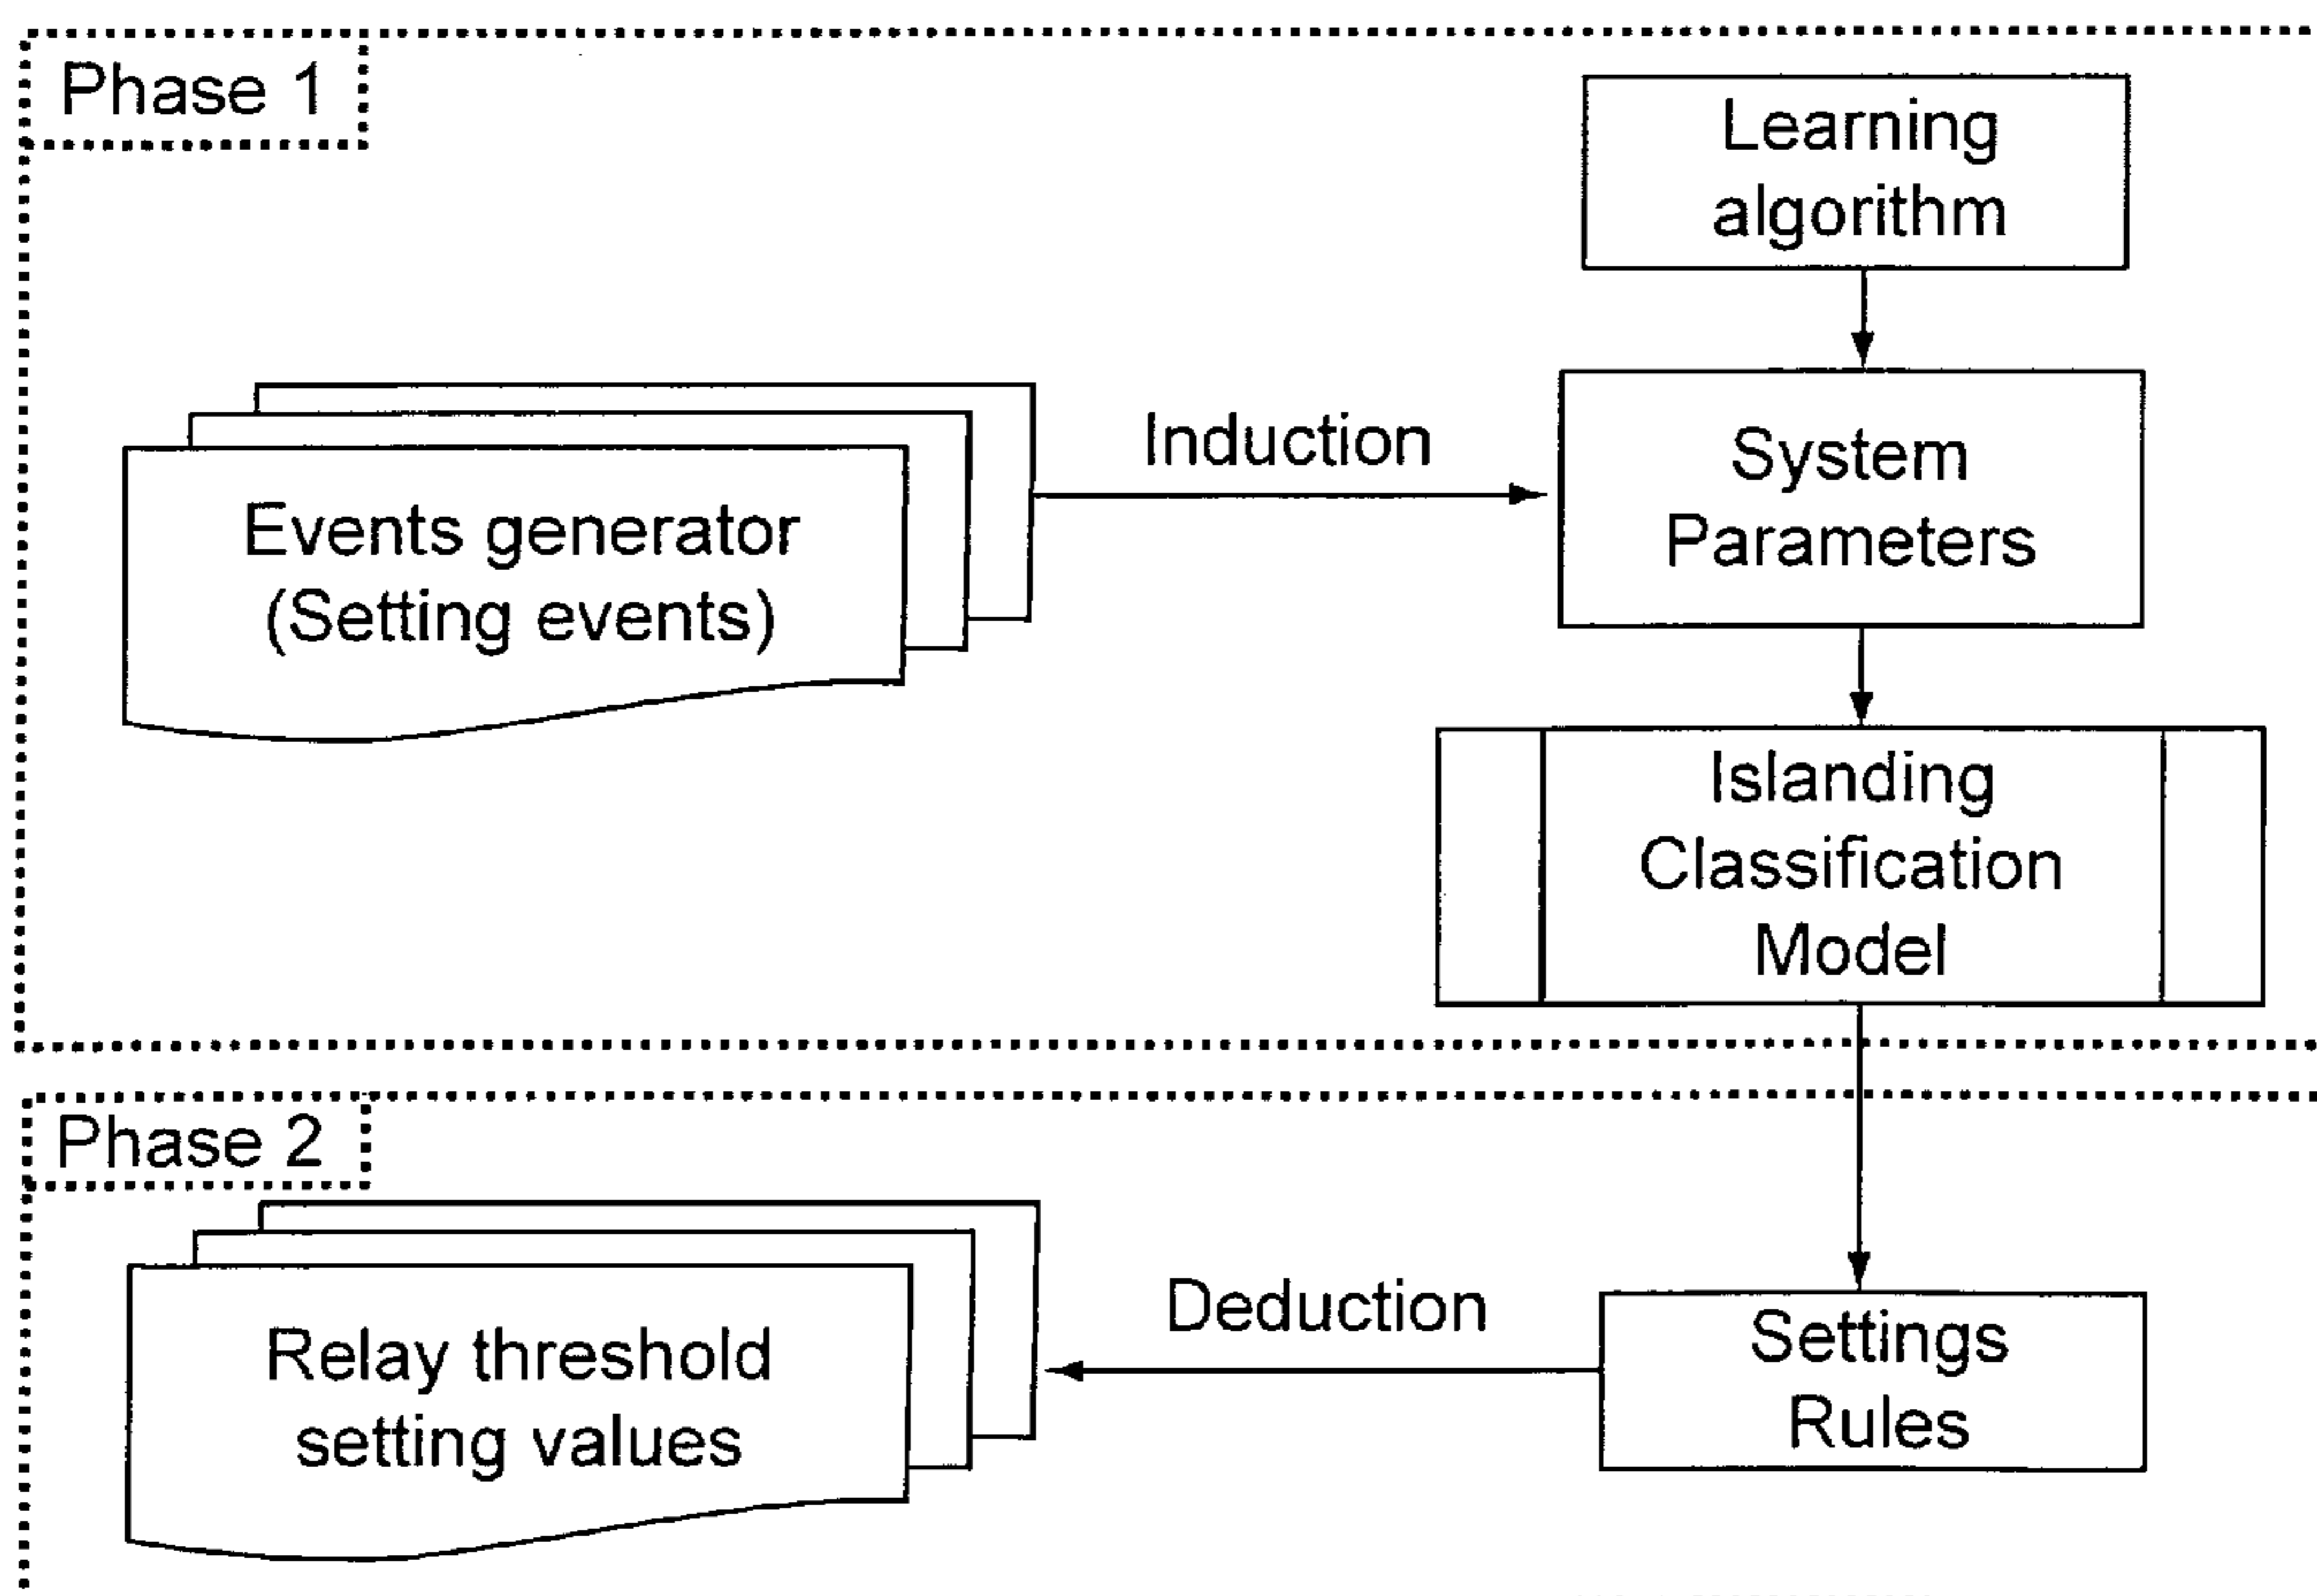 Phase 1
Learning
algorithm
Induction
System
Parameters
Events generator
(Setting events)
Islanding
Classification
Model
Phase 2
Relay threshold
setting values
Deduction
Settings
Rules